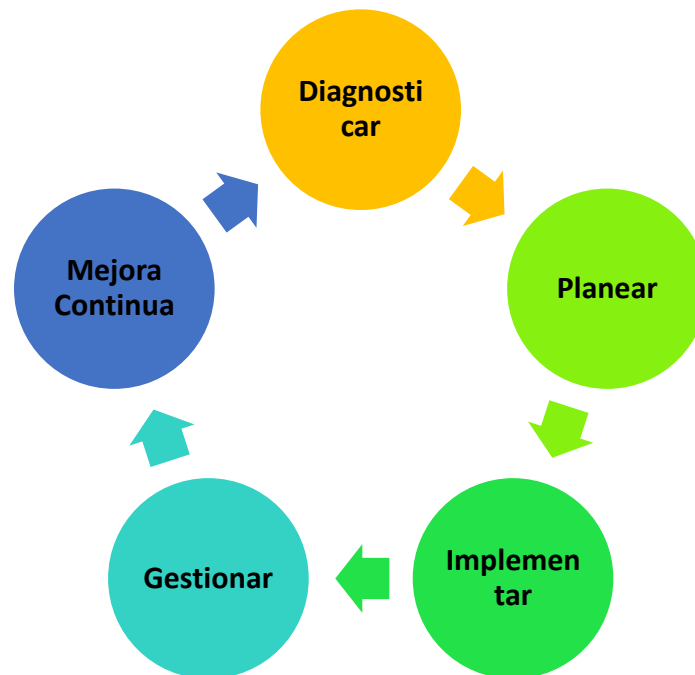 Diagnosti
car
Planear
Implemen
tar
Gestionar
Mejora
Continua